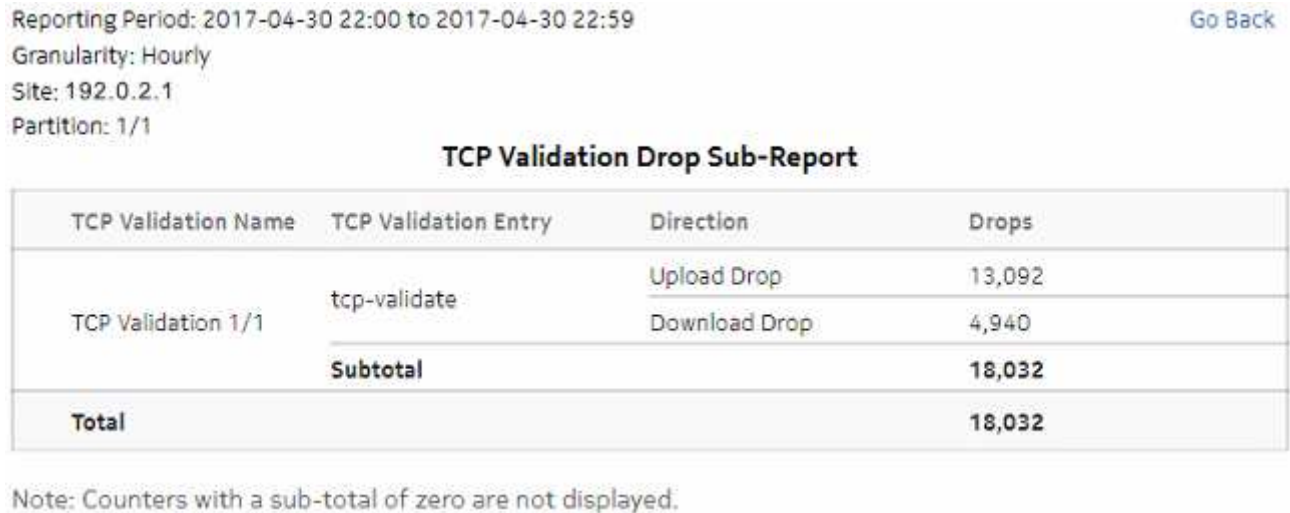 Reporting Period: 2017-04-30 22:00 to 2017-04-30 22:59 Go Back
Granularity: Hourly
Site: 192.0.2.1
Partition: 1/1
TCP Validation Drop Sub-Report
TCP Validation Name TCP Validation Entry Direction Drops
TCP Validation 1/1 tcp-validate Upload Drop 13,092
Download Drop 4,940
Subtotal 18,032
Total 18,032
Note: Counters with a sub-total of zero are not displayed.